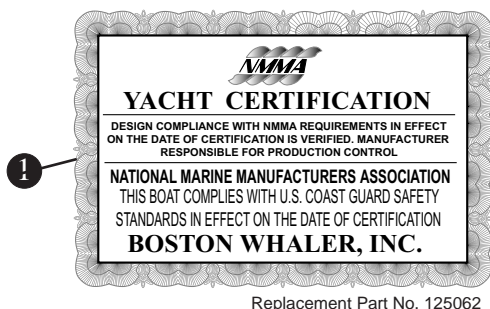 NMMA
YACHT CERTIFICATION
DESIGN COMPLIANCE WITH NMMA REQUIREMENTS IN EFFECT
ON THE DATE OF CERTIFICATION IS VERIFIED. MANUFACTURER
RESPONSIBLE FOR PRODUCTION CONTROL
1
NATIONAL MARINE MANUFACTURERS ASSOCIATION
THIS BOAT COMPLIES WITH U.S. COAST GUARD SAFETY
STANDARDS IN EFFECT ON THE DATE OF CERTIFICATION
BOSTON WHALER, INC.
Replacement Part No. 125062